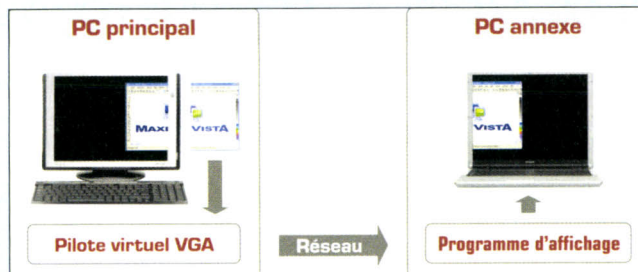 PC principal
PC annexe
MAXI
VISTA
VISTA
Pilote virtuel VGA
Réseau
Programme d'affichage